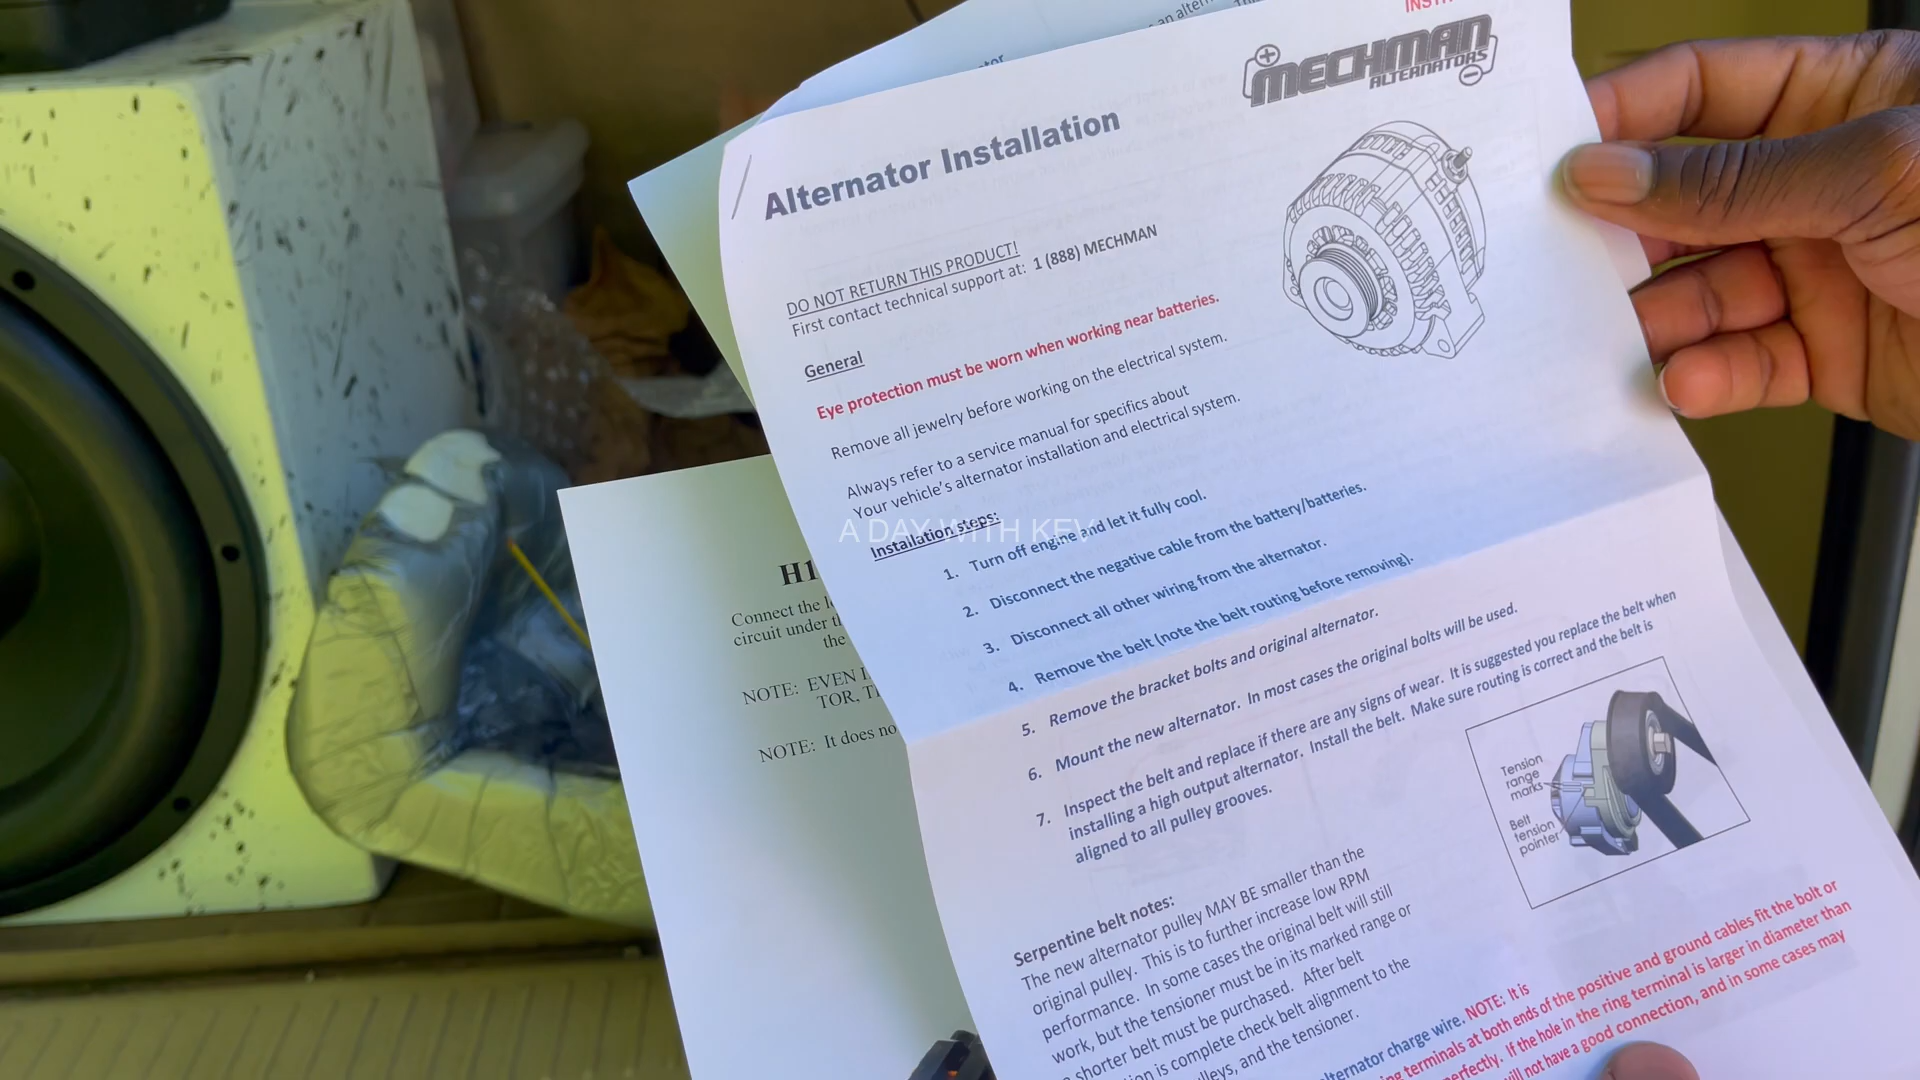 MECHMAN
ALTERNATORS
Alternator Installation
DO NOT RETURN THIS PRODUCT!
First contact technical support at: 1 (888) MECHMAN
General
Eye protection must be worn when working near batteries.
Remove all jewelry before working on the electrical system.
Always refer to a service manual for specifics about
Your vehicle's alternator installation and electrical system.
Installation steps:
1. Turn off engine and let it fully cool.
2. Disconnect the negative cable from the battery/batteries.
3. Disconnect all other wiring from the alternator.
4. Remove the belt (note the belt routing before removing).
5. Remove the bracket bolts and original alternator.
6. Mount the new alternator. In most cases the original bolts will be used.
7. Inspect the belt and replace if there are any signs of wear. It is suggested you replace the belt when
installing a high output alternator. Install the belt. Make sure routing is correct and the belt is
aligned to all pulley grooves.
Tension
range
marks
Belt
tension
pointer
Serpentine belt notes:
The new alternator pulley MAY BE smaller than the
original pulley. This is to further increase low RPM
performance. In some cases the original belt will still
work, but the tensioner must be in its marked range or
shorter belt must be purchased. After belt
is complete check belt alignment to the
and the tensioner.
alternator charge wire. NOTE: It is
terminals at both ends of the positive and ground cables fit the bolt or
If the hole in the ring terminal is larger in diameter than
not have a good connection, and in some cases may
A DAY WITH KEV
H1
Connect the
circuit under
the
NOTE: EVEN
TOR,
NOTE: It does